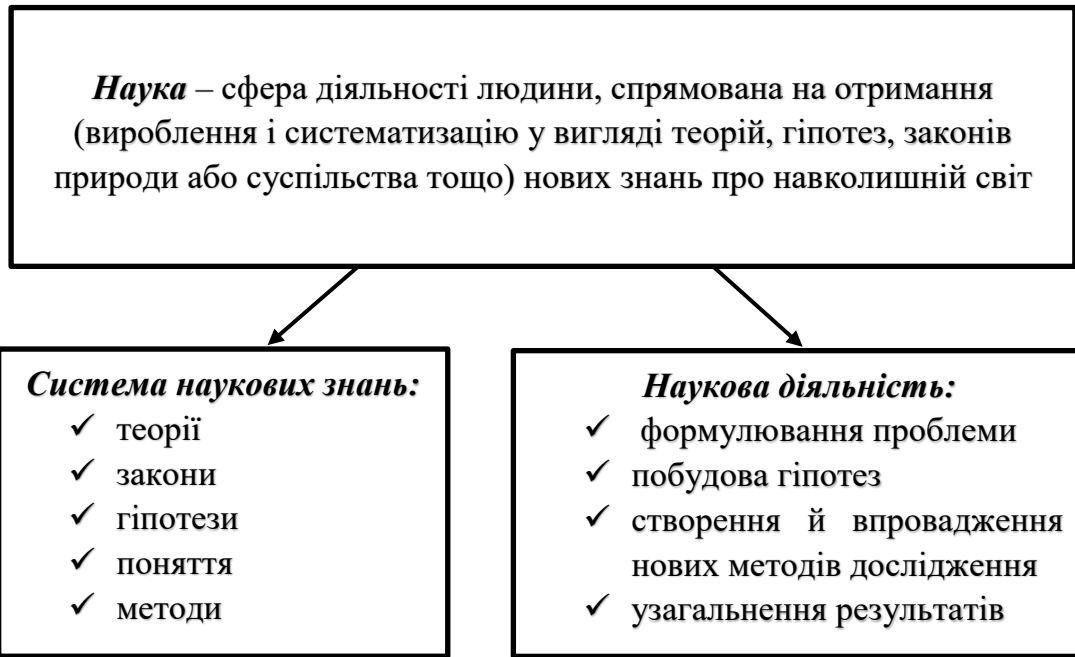 Наука – сфера діяльності людини, спрямована на отримання
(вироблення і систематизацію у вигляді теорій, гіпотез, законів
природи або суспільства тощо) нових знань про навколишній світ
Система наукових знань:
✓ теорії
✓ закони
✓ гіпотези
✓ поняття
✓ методи
Наукова діяльність:
✓ формулювання проблеми
✓ побудова гіпотез
✓ створення й впровадження
нових методів дослідження
✓ узагальнення результатів